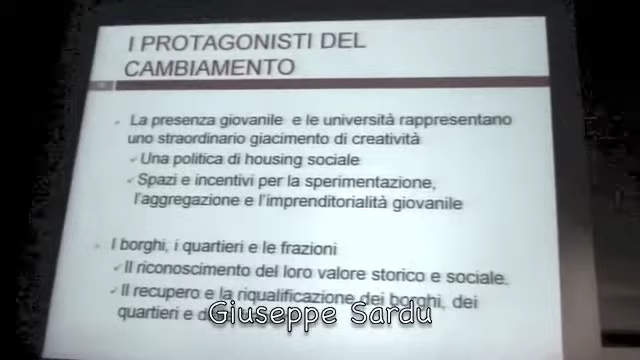 I PROTAGONISTI DEL
CAMBIAMENTO
La presenza giovanile e le università rappresentano
uno straordinario giacimento di creatività
Una politica di housing sociale
Spazi e incentivi per la sperimentazione,
l'aggregazione e l'imprenditorialità giovanile
I borghi, i quartieri e le frazioni
Il riconoscimento del loro valore storico e sociale.
Il recupero e la riqualificazione dei borghi, dei
quartieri e
Giuseppe Sardu